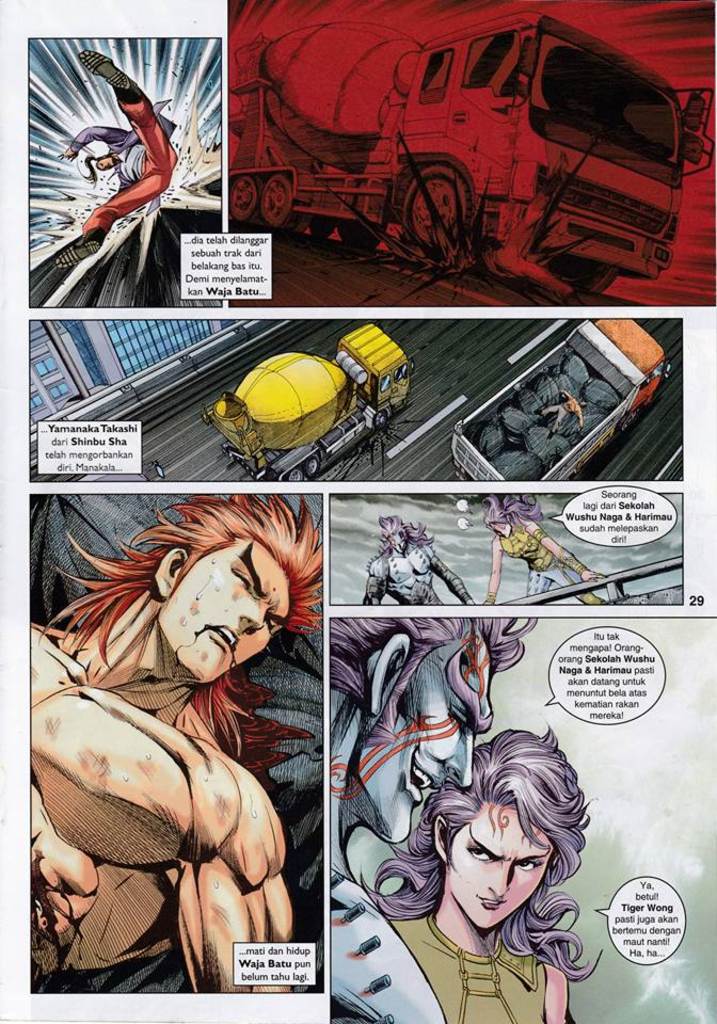 ...dia telah dilanggar
sebuah trak dari
belakang bas itu.
Demi menyelamat-
kan Waja Batu...
...Yamanaka Takashi
dari Shinbu Sha
telah mengorbankan
diri. Manakala...
Seorang
lagi dari Sekolah
Wushu Naga & Harimau
sudah melepaskan
diri!
29
...mati dan hidup
Waja Batu pun
belum tahu lagi.
Itu tak
mengapa! Orang-
orang Sekolah Wushu
Naga & Harimau pasti
akan datang untuk
menuntut bela atas
kematian rakan
mereka!
Ya,
betul!
Tiger Wong
pasti juga akan
bertemu dengan
maut nanti!
Ha, ha...